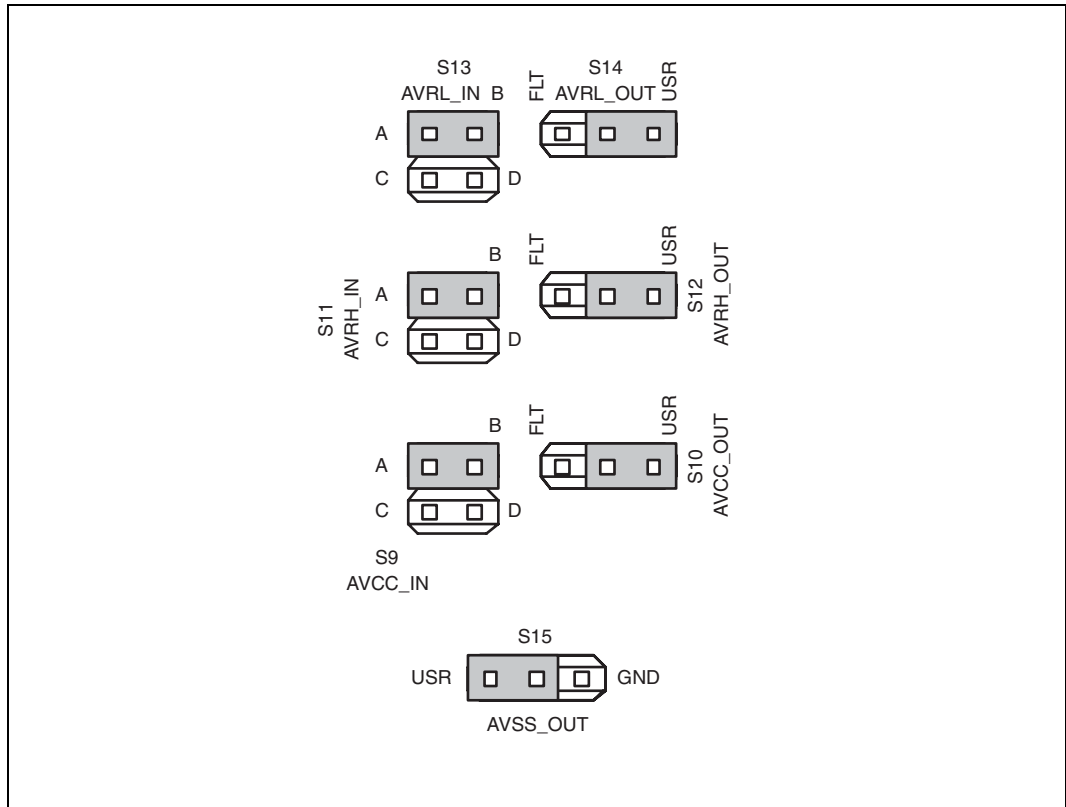 S13
AVRL_IN B
A
C D
FLT
S14
AVRL_OUT
USR
S11
AVRH_IN
B
A
C D
FLT
USR
S12
AVRH_OUT
B
A
C D
S9
AVCC_IN
FLT
USR
S10
AVCC_OUT
S15
USR GND
AVSS_OUT